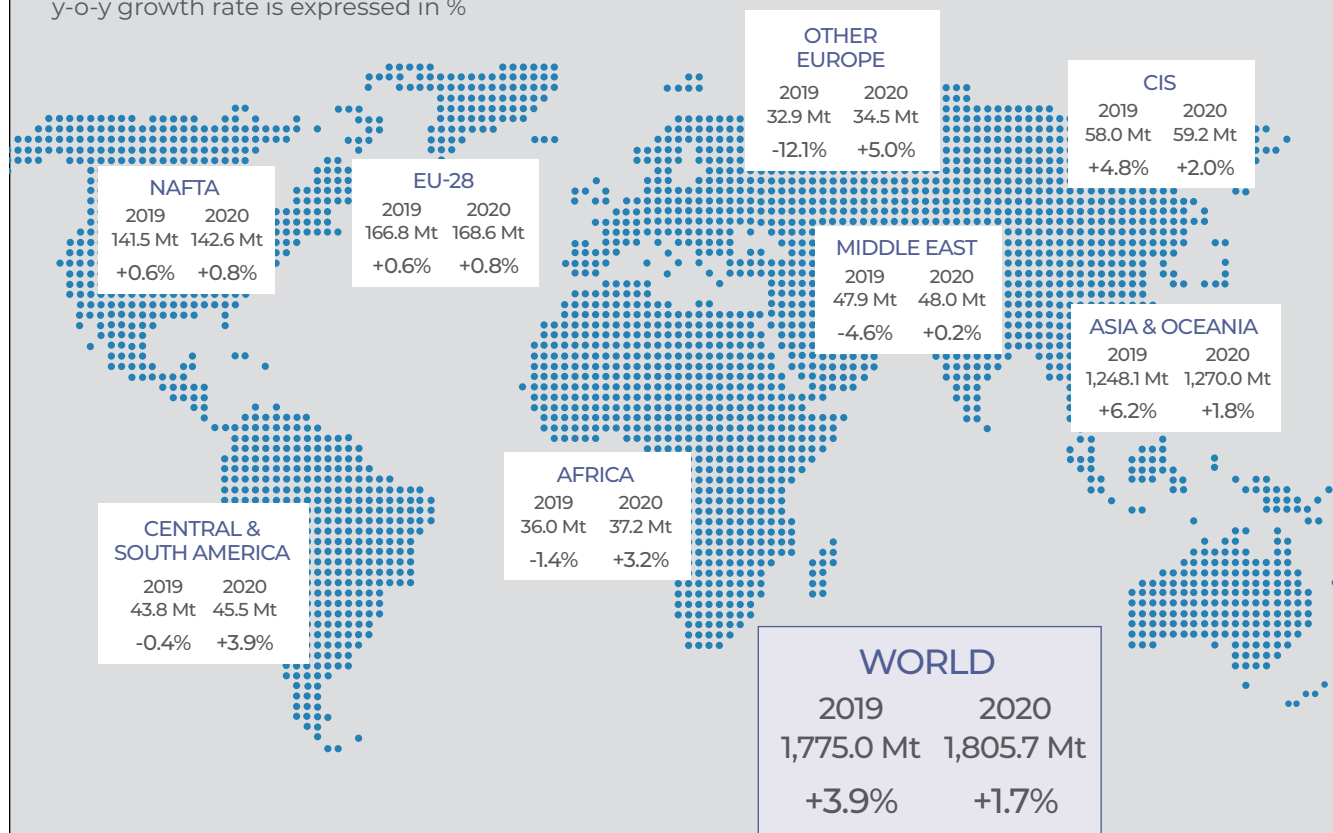 y-o-y growth rate is expressed in %
OTHER
EUROPE
2019 2020
32.9 Mt 34.5 Mt
-12.1% +5.0%
CIS
2019 2020
58.0 Mt 59.2 Mt
+4.8% +2.0%
NAFTA
2019 2020
141.5 Mt 142.6 Mt
+0.6% +0.8%
EU-28
2019 2020
166.8 Mt 168.6 Mt
+0.6% +0.8%
MIDDLE EAST
2019 2020
47.9 Mt 48.0 Mt
-4.6% +0.2%
ASIA & OCEANIA
2019 2020
1,248.1 Mt 1,270.0 Mt
+6.2% +1.8%
AFRICA
2019 2020
36.0 Mt 37.2 Mt
-1.4% +3.2%
CENTRAL &
SOUTH AMERICA
2019 2020
43.8 Mt 45.5 Mt
-0.4% +3.9%
WORLD
2019 2020
1,775.0 Mt 1,805.7 Mt
+3.9% +1.7%